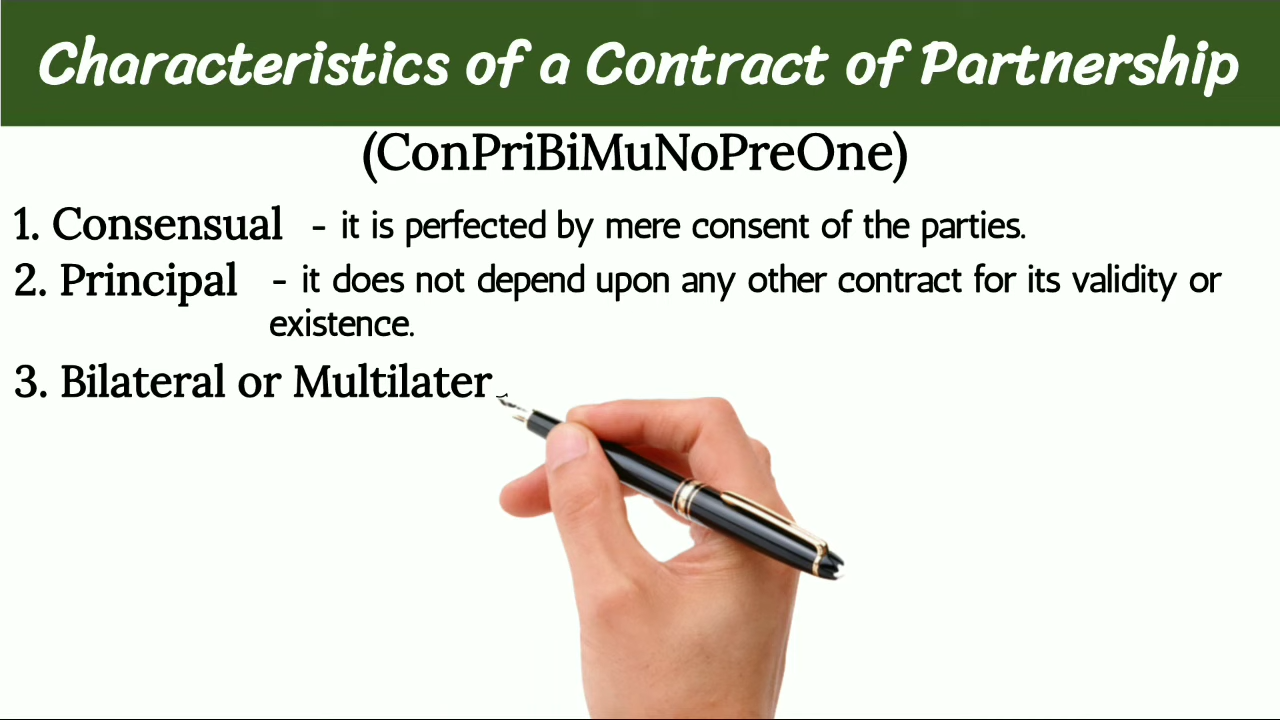 Characteristics of a Contract of Partnership
(ConPriBiMuNoPreOne)
1. Consensual - it is perfected by mere consent of the parties.
2. Principal - it does not depend upon any other contract for its validity or
existence.
3. Bilateral or Multilater